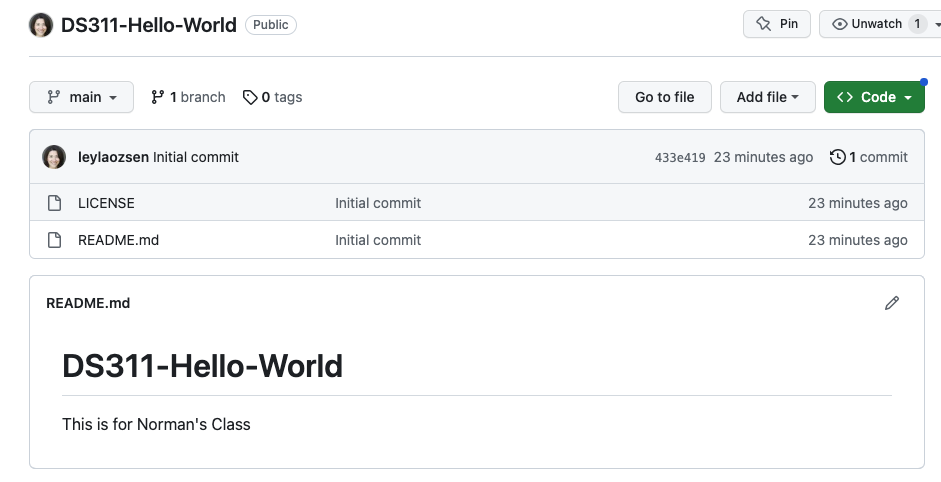 DS311-Hello-World Public Pin Unwatch 1
main 1 branch 0 tags Go to file Add file Code
leylaozsen Initial commit 433e419 23 minutes ago 1 commit
LICENSE Initial commit 23 minutes ago
README.md Initial commit 23 minutes ago
README.md
DS311-Hello-World
This is for Norman's Class